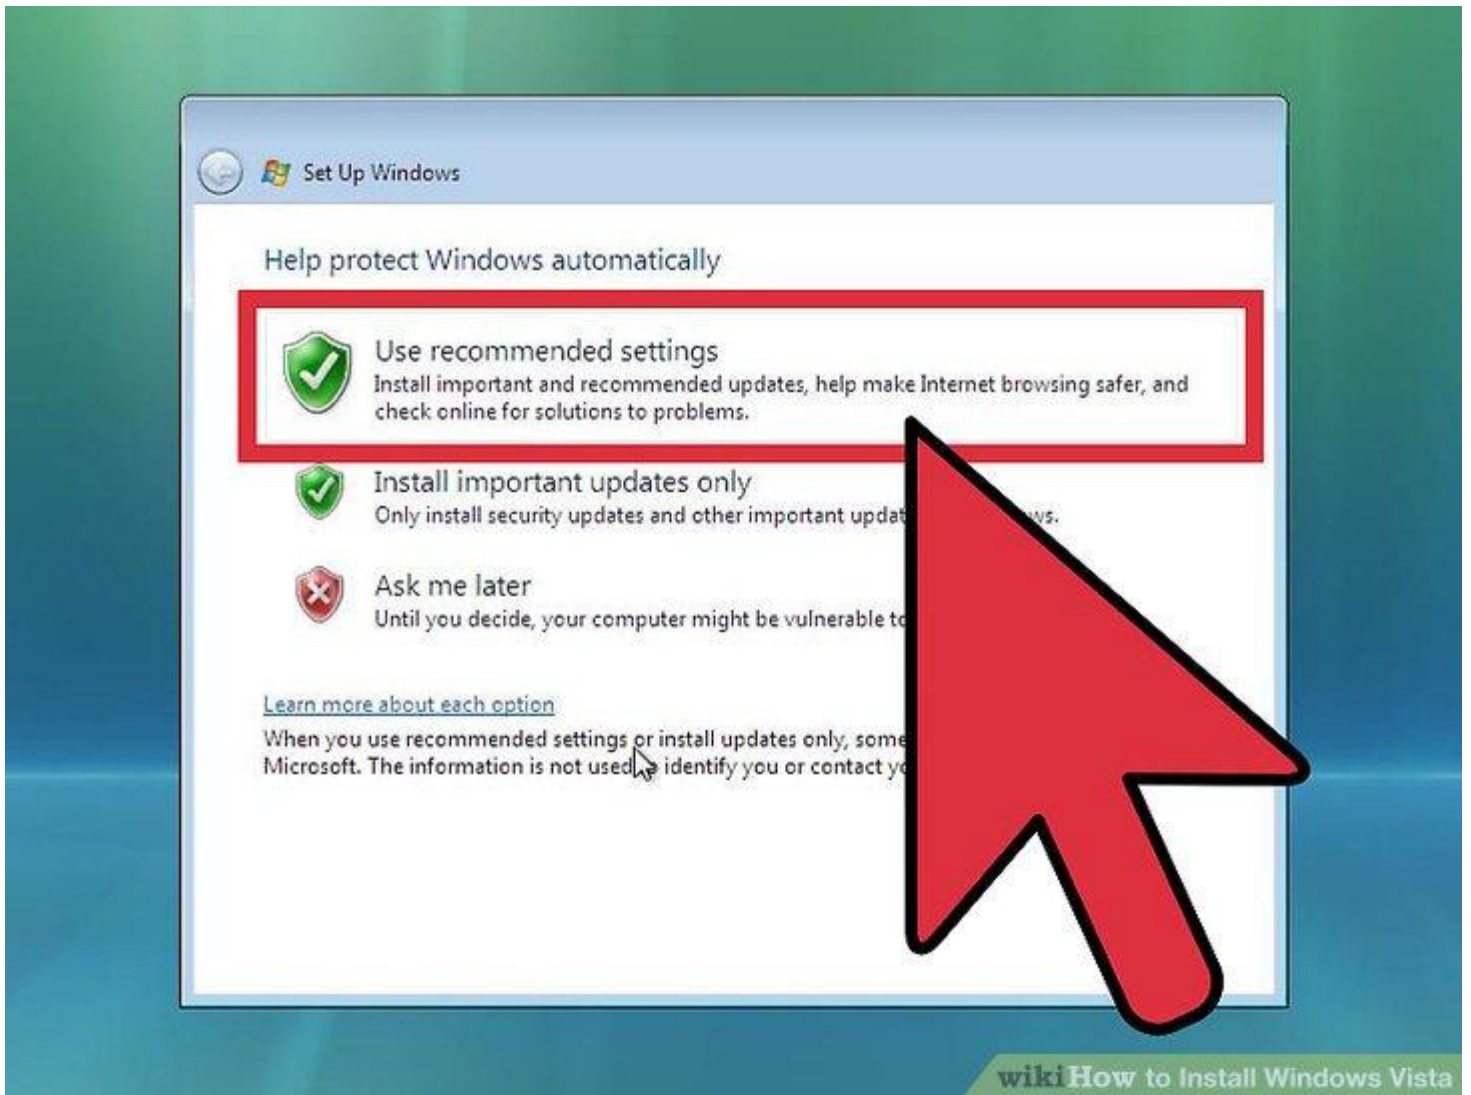 Set Up Windows
Help protect Windows automatically
Use recommended settings
Install important and recommended updates, help make Internet browsing safer, and
check online for solutions to problems.
Install important updates only
Only install security updates and other important
Ask me later
Until you decide, your computer might be vulnerable
Learn more about each option
When you use recommended settings or install updates only, some
Microsoft. The information is not used identify you or contact
wikiHow to Install Windows Vista